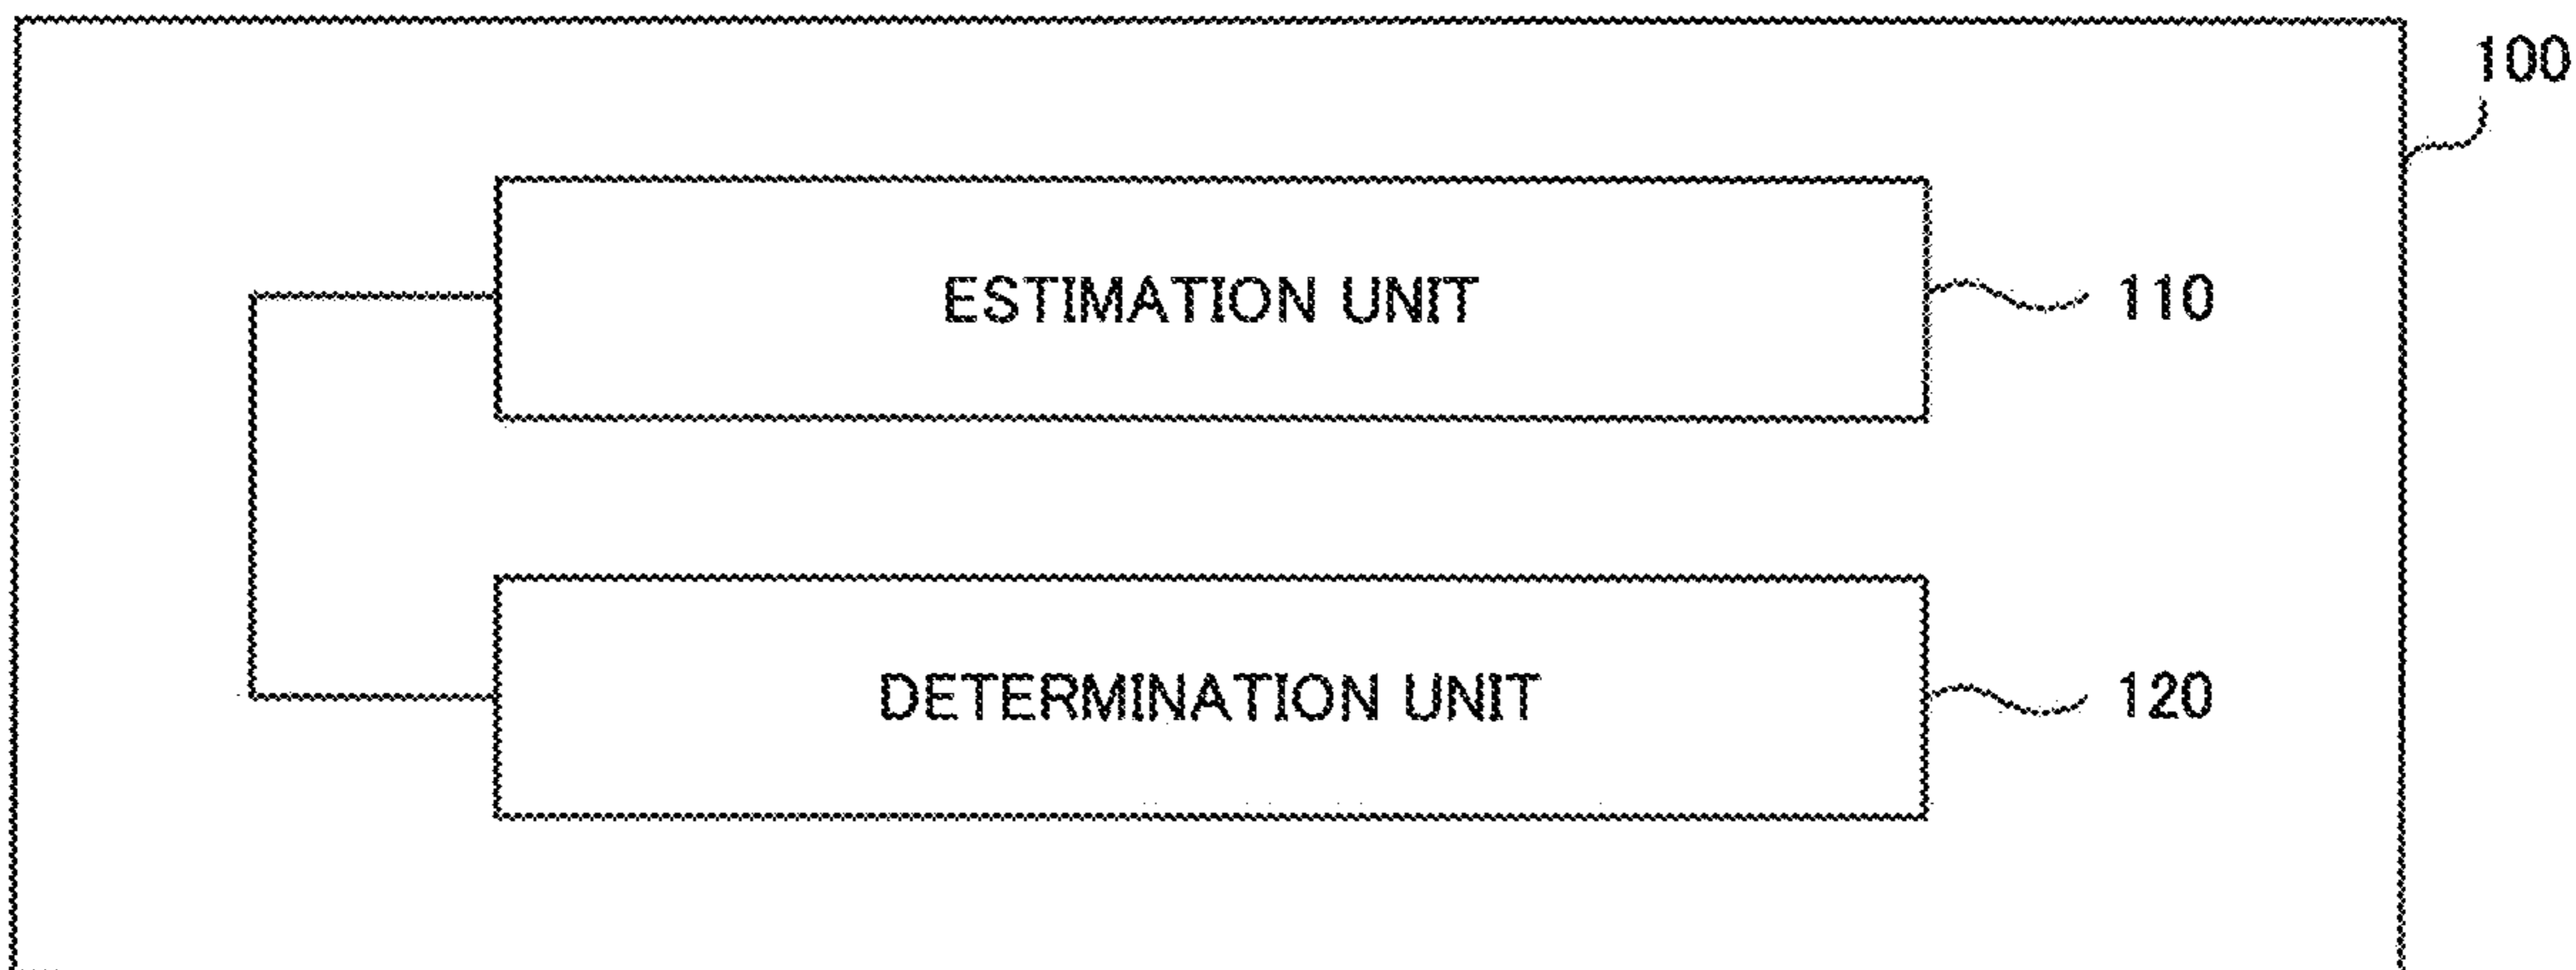 100
ESTIMATION UNIT
110
DETERMINATION UNIT
120